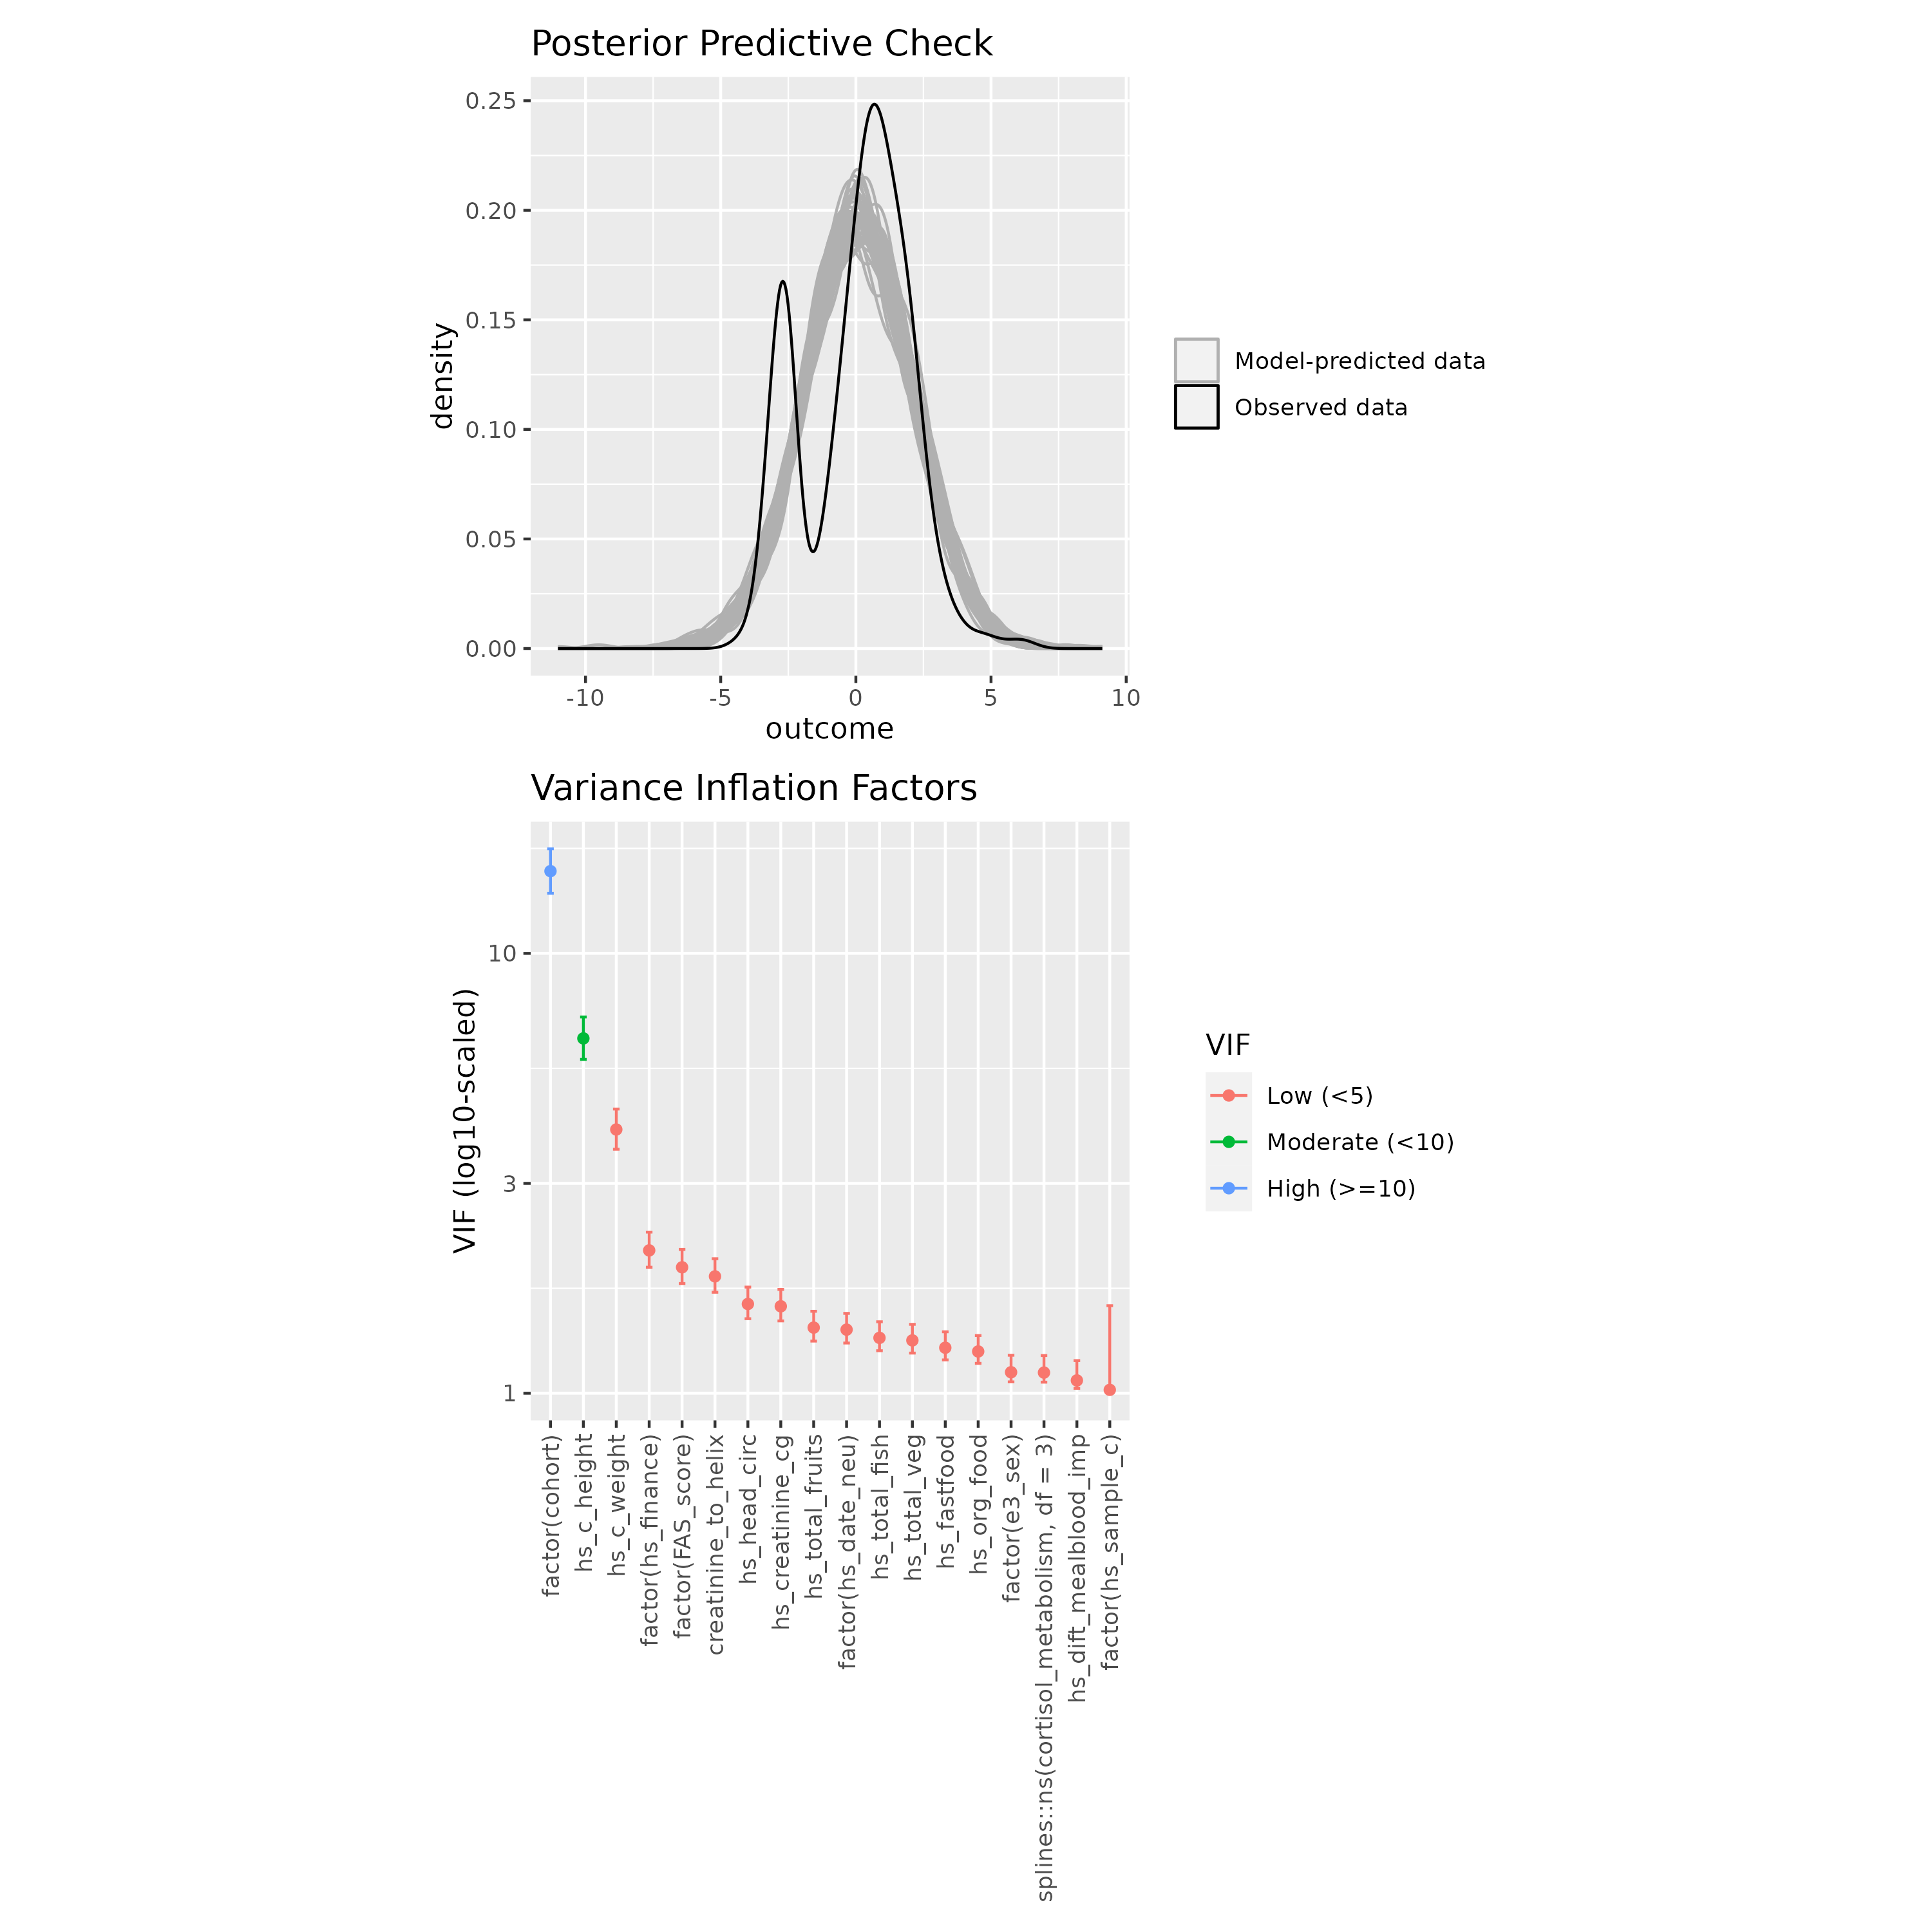 Posterior Predictive Check
density
0.25
0.20
0.15
0.10
0.05
0.00
-10
-5
0
5
10
outcome
Model-predicted data
Observed data
Variance Inflation Factors
VIF (log10-scaled)
10
3
1
factor(cohort)
hs_c_height
hs_c_weight
factor(hs_finance)
factor(FAS_score)
creatinine_to_helix
hs_head_circ
hs_creatinine_cg
hs_total_fruits
factor(hs_date_neu)
hs_total_fish
hs_total_veg
hs_fastfood
hs_org_food
factor(e3_sex)
splines::ns(cortisol_metabolism, df = 3)
hs_dift_mealblood_imp
factor(hs_sample_c)
VIF
Low (<5)
Moderate (<10)
High (>=10)